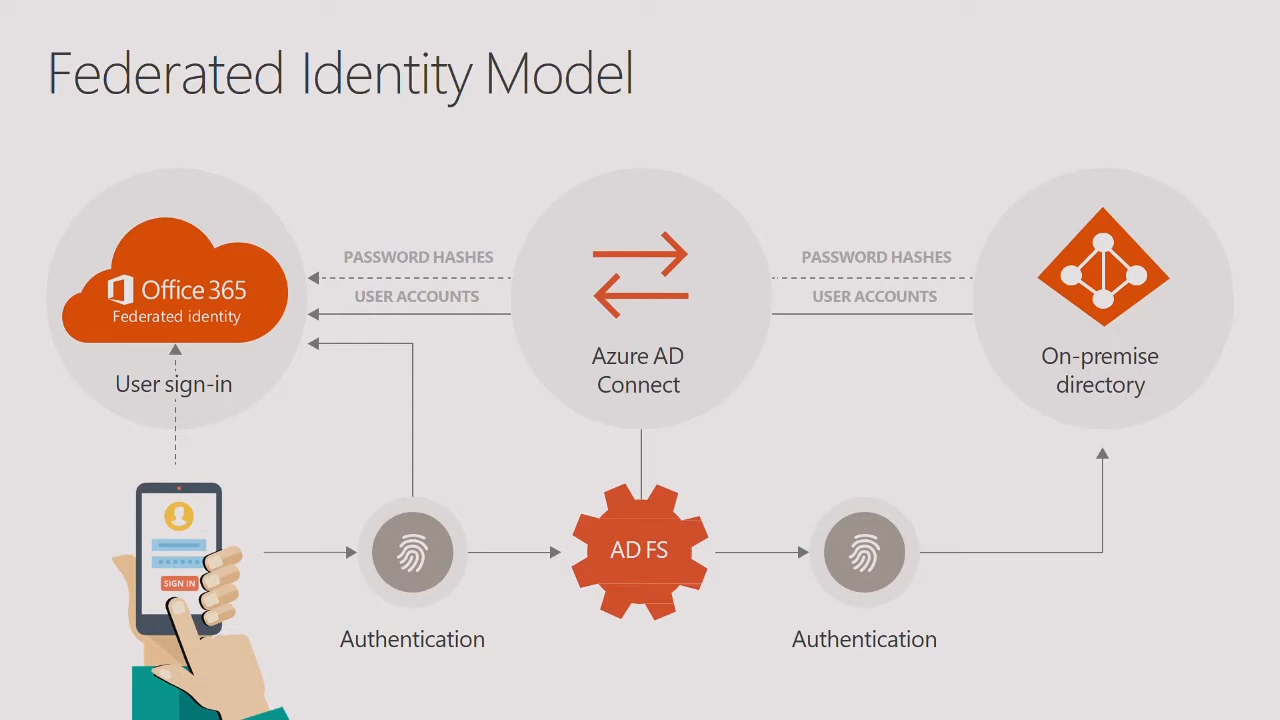 Federated Identity Model
Office 365
Federated identity
User sign-in
PASSWORD HASHES
USER ACCOUNTS
Azure AD
Connect
PASSWORD HASHES
USER ACCOUNTS
On-premise
directory
SIGN IN
Authentication
AD FS
Authentication